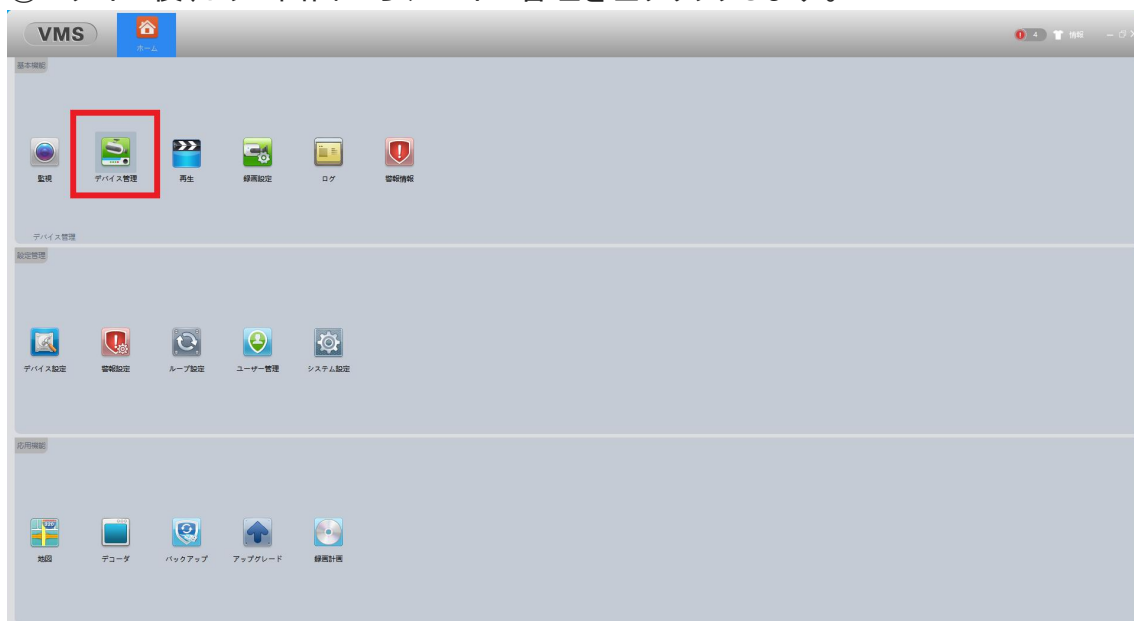 VMS
ホーム
4 情報
基本機能
監視 デバイス管理 再生 録画設定 ログ 警報情報
デバイス管理
設定管理
デバイス設定 警報設定 ループ設定 ユーザー管理 システム設定
応用機能
地図 デコーダ バックアップ アップグレード 録画計画